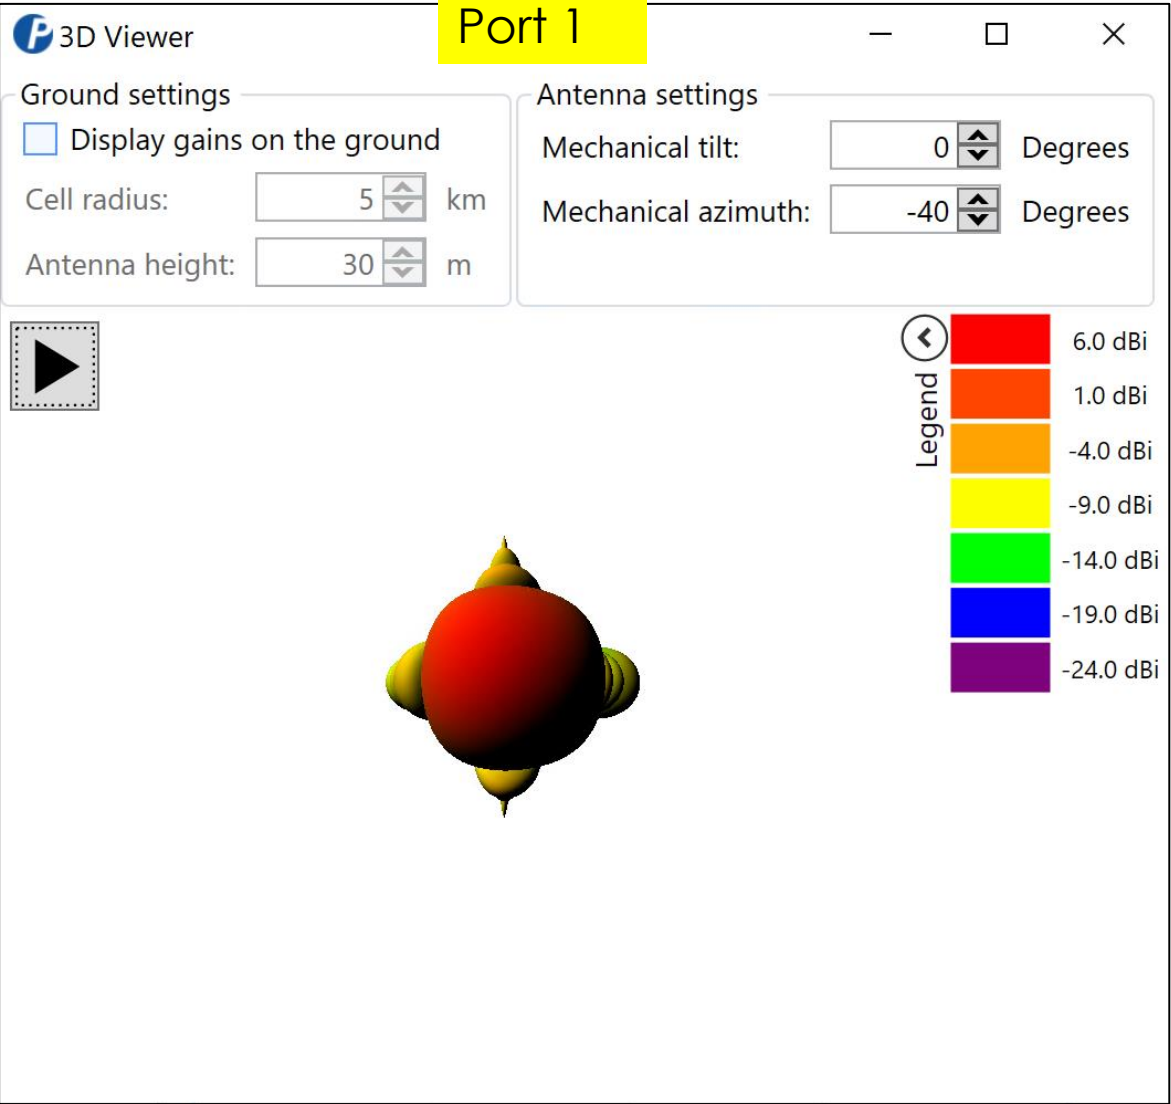 Port 1
3D Viewer
Ground settings
Display gains on the ground
Cell radius: 5 km
Antenna height: 30 m
Antenna settings
Mechanical tilt: 0 Degrees
Mechanical azimuth: -40 Degrees
Legend
6.0 dBi
1.0 dBi
-4.0 dBi
-9.0 dBi
-14.0 dBi
-19.0 dBi
-24.0 dBi